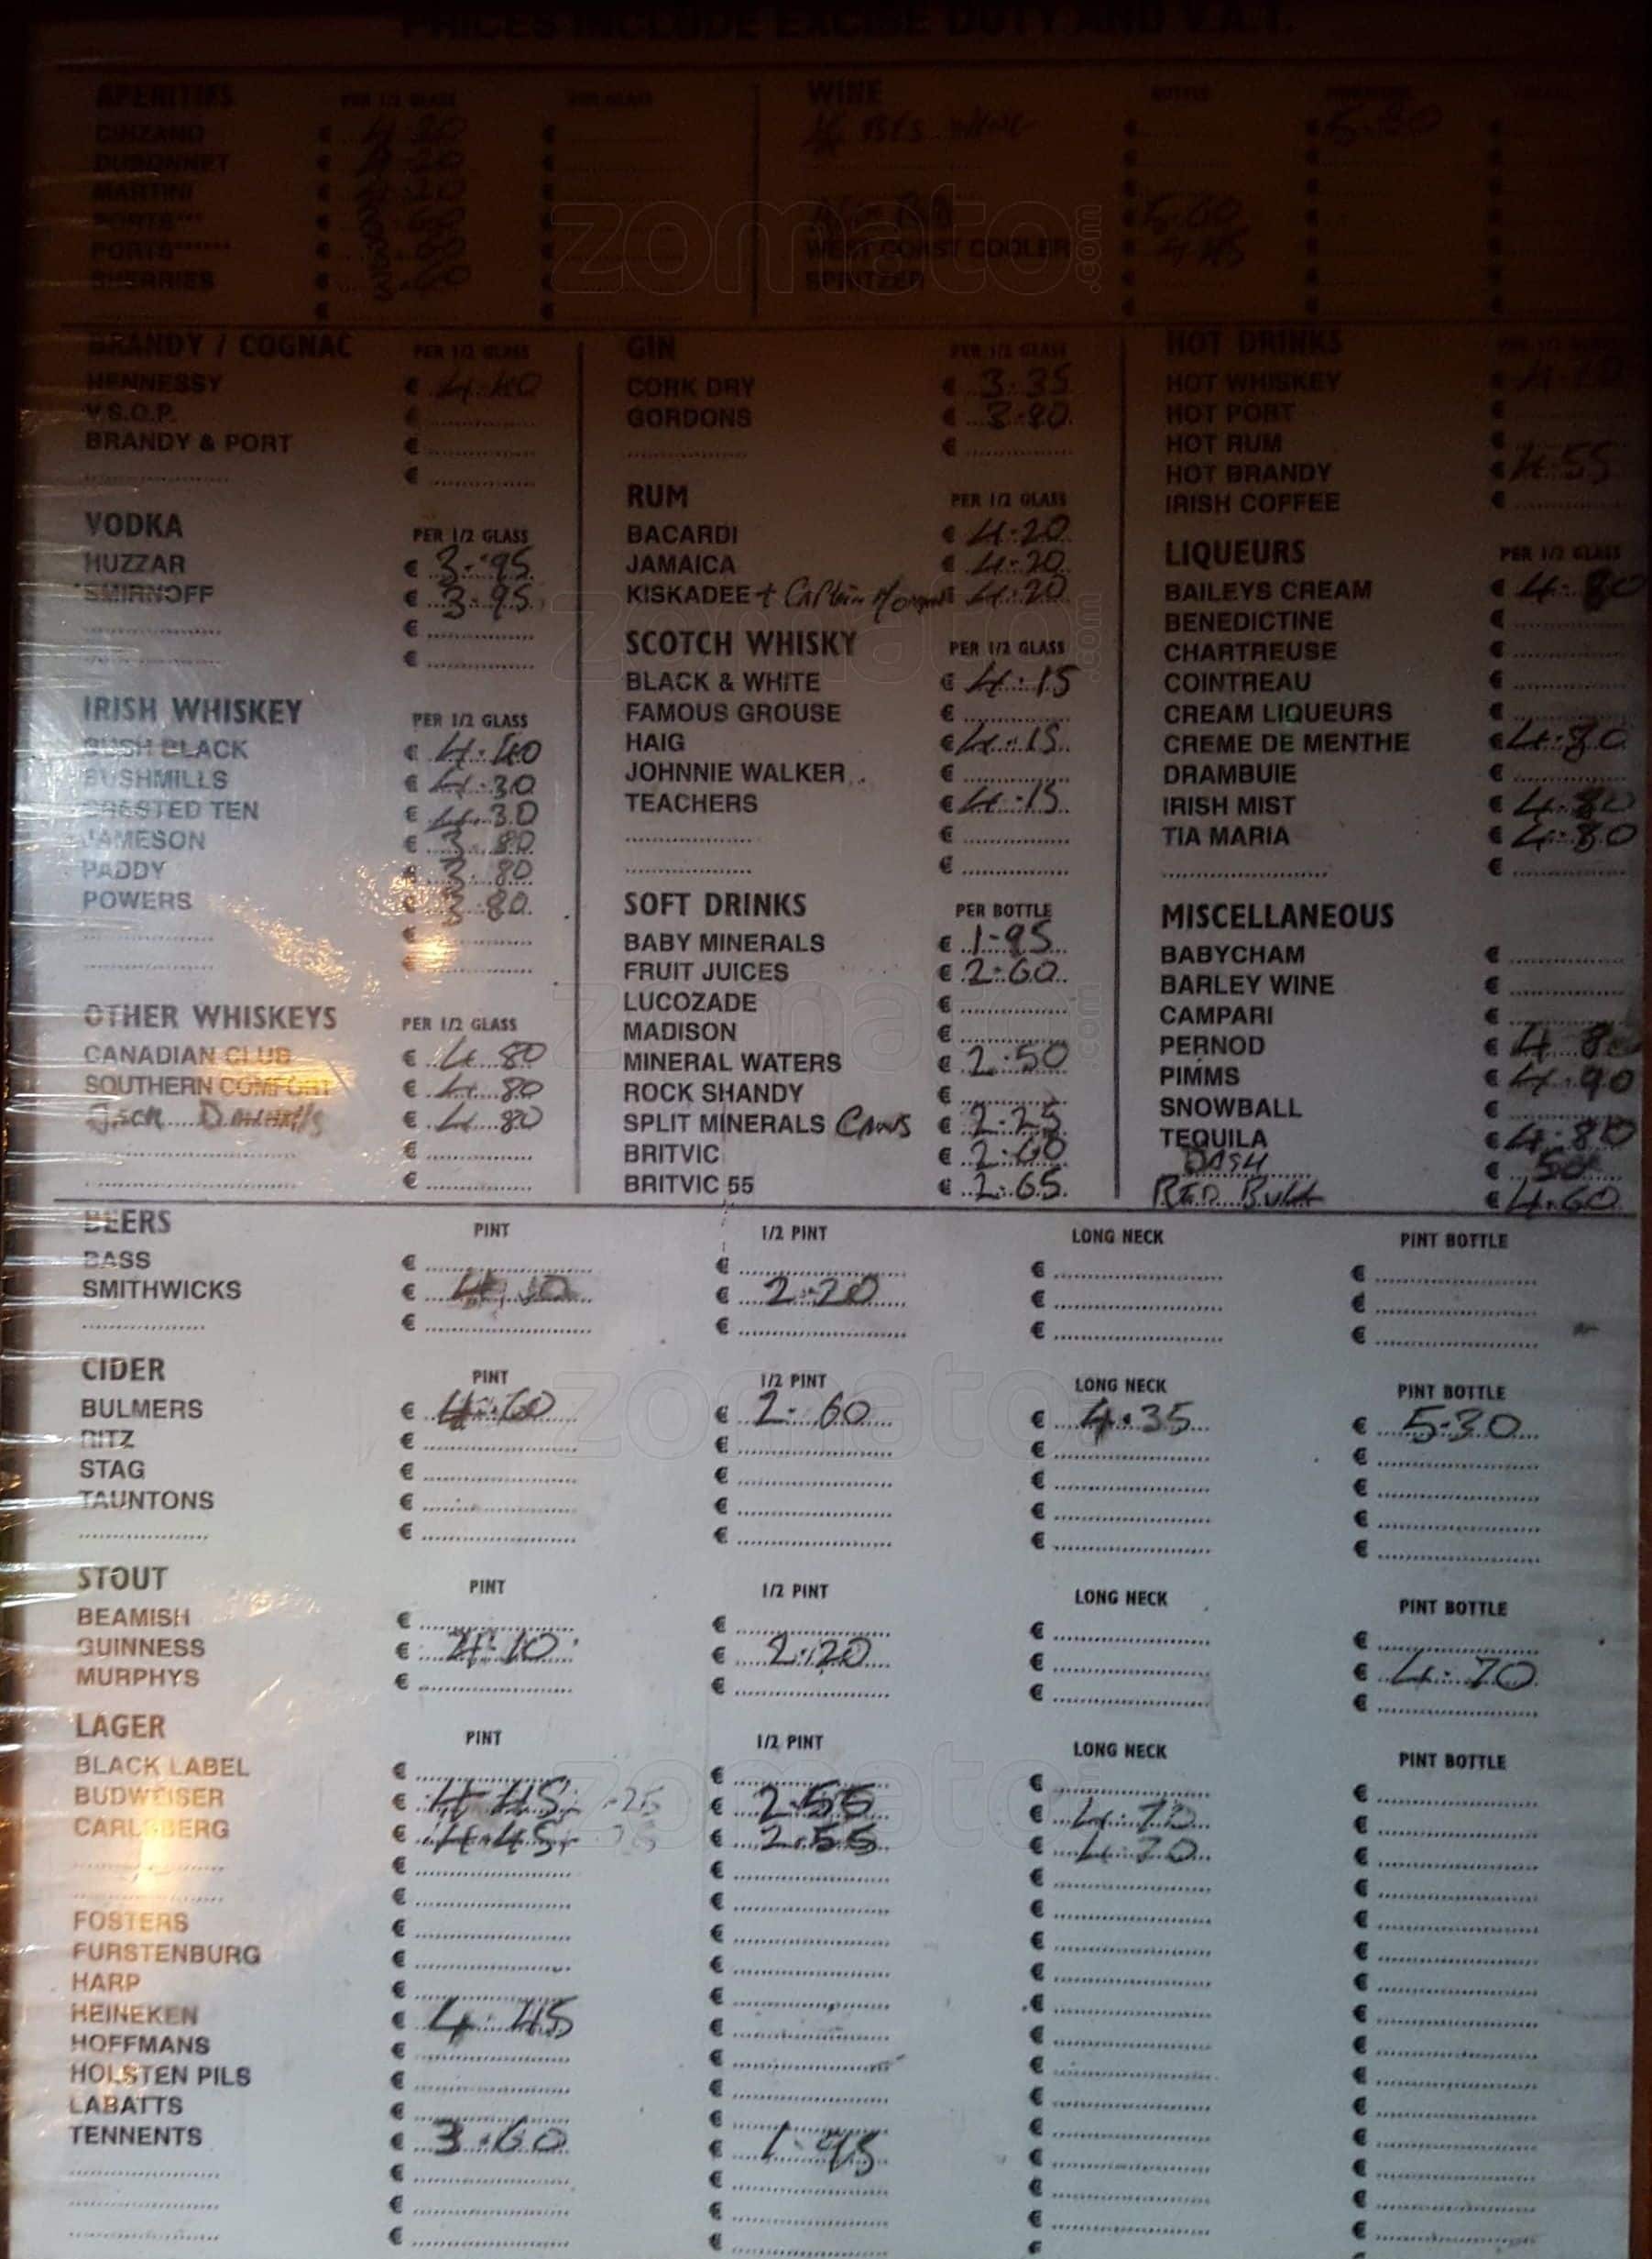 PRICES INCLUDE EXCISE DUTY AND V.A.T.
APERITIFS PER 1/2 GLASS PER GLASS
CINZANO € 4.80 €
DUBONNET € €
MARTINI € €
PORTS*** € €
PORTS****** € €
SHERRIES € €
WINE BOTTLE
€ € 5.80
€ 5.60
WEST COAST COOLER € 4.45
SPRITZER €
zomato.com
BRANDY / COGNAC PER 1/2 GLASS
HENNESSY € 4.40
V.S.O.P. €
BRANDY & PORT €
€
VODKA PER 1/2 GLASS
HUZZAR € 3.95
SMIRNOFF € 3.95
€
€
IRISH WHISKEY PER 1/2 GLASS
BUSH BLACK € 4.40
BUSHMILLS € 4.30
CRESTED TEN € 4.30
JAMESON € 3.80
PADDY € 3.80
POWERS € 3.80
€
€
OTHER WHISKEYS PER 1/2 GLASS
CANADIAN CLUB € 4.80
SOUTHERN COMFORT € 4.80
Jack Daniels € 4.80
€
€
GIN PER 1/2 GLASS
CORK DRY € 3.35
GORDONS € 3.80
€
RUM PER 1/2 GLASS
BACARDI € 4.20
JAMAICA € 4.20
KISKADEE + Captain Morgan € 4.20
SCOTCH WHISKY PER 1/2 GLASS
BLACK & WHITE € 4.15
FAMOUS GROUSE €
HAIG € 4.15
JOHNNIE WALKER €
TEACHERS € 4.15
€
€
SOFT DRINKS PER BOTTLE
BABY MINERALS € 1.95
FRUIT JUICES € 2.60
LUCOZADE €
MADISON €
MINERAL WATERS € 2.50
ROCK SHANDY €
SPLIT MINERALS CANS € 2.25
BRITVIC € 2.60
BRITVIC 55 € 2.65
HOT DRINKS PER 1/2 GLASS
HOT WHISKEY €
HOT PORT €
HOT RUM €
HOT BRANDY € 4.55
IRISH COFFEE €
LIQUEURS PER 1/2 GLASS
BAILEYS CREAM € 4.80
BENEDICTINE €
CHARTREUSE €
COINTREAU €
CREAM LIQUEURS €
CREME DE MENTHE € 4.80
DRAMBUIE €
IRISH MIST € 4.80
TIA MARIA € 4.80
€
MISCELLANEOUS
BABYCHAM €
BARLEY WINE €
CAMPARI €
PERNOD € 4.80
PIMMS € 4.90
SNOWBALL €
TEQUILA € 4.80
DASH € 50
RED BULL € 4.60
BEERS PINT 1/2 PINT LONG NECK PINT BOTTLE
BASS € € € €
SMITHWICKS € € 2.20 € €
€ € € €
CIDER PINT 1/2 PINT LONG NECK PINT BOTTLE
BULMERS € 4.60 € 2.60 € 4.35 € 5.30
RITZ € € € €
STAG € € € €
TAUNTONS € € € €
€ € € €
STOUT PINT 1/2 PINT LONG NECK PINT BOTTLE
BEAMISH € € € €
GUINNESS € 4.10 € 2.20 € € 4.70
MURPHYS € € € €
LAGER PINT 1/2 PINT LONG NECK PINT BOTTLE
BLACK LABEL € € € €
BUDWEISER € 4.45 € 2.55 € 4.70 €
CARLSBERG € 4.45 € 2.55 € 4.70 €
€ € € €
€ € € €
FOSTERS € € € €
FURSTENBURG € € € €
HARP € € € €
HEINEKEN € 4.45 € € €
HOFFMANS € € € €
HOLSTEN PILS € € € €
LABATTS € € € €
TENNENTS € 3.60 € 1.95 € €
€ € € €
€ € € €
€ € € €